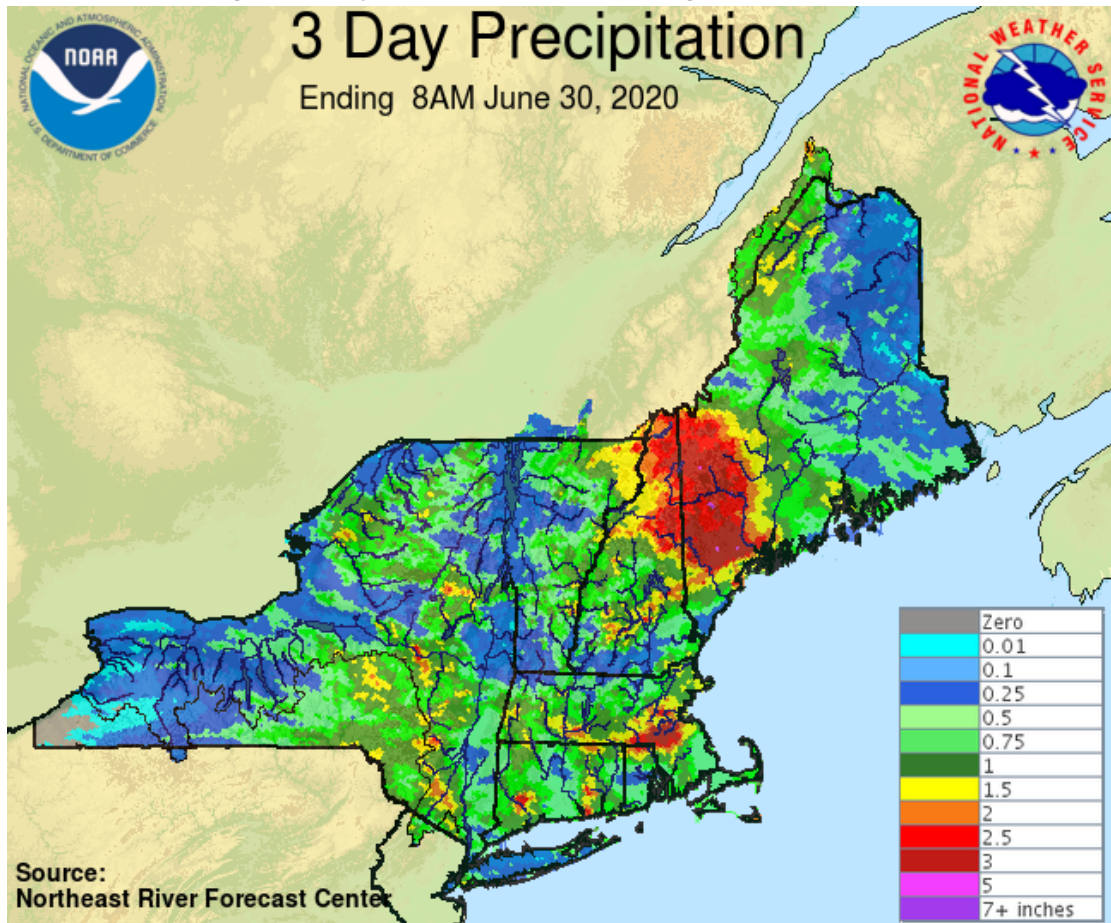 3 Day Precipitation
Ending 8AM June 30, 2020
NATIONAL OCEANIC AND ATMOSPHERIC ADMINISTRATION
NOAA
U.S. DEPARTMENT OF COMMERCE
NATIONAL WEATHER SERVICE
Zero
0.01
0.1
0.25
0.5
0.75
1
1.5
2
2.5
3
5
7+ inches
Source:
Northeast River Forecast Center